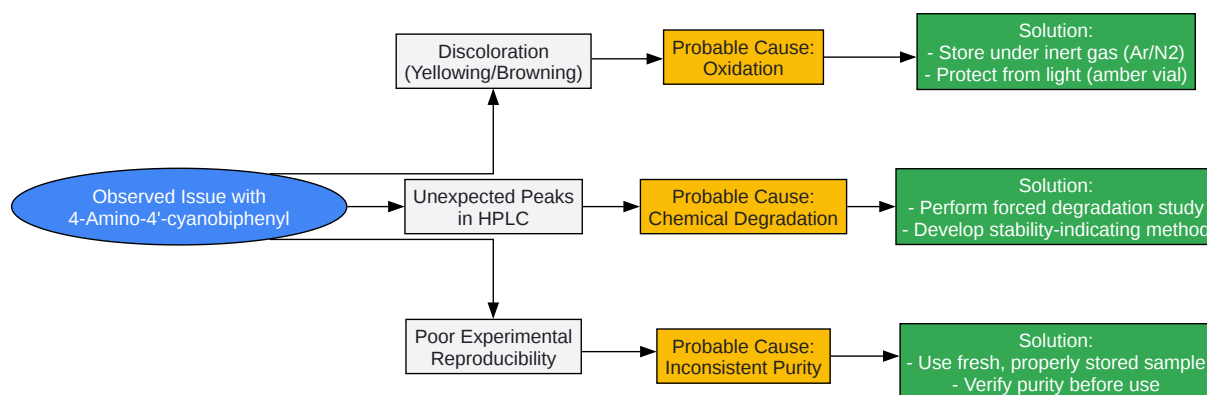 Observed Issue with
4-Amino-4'-cyanobiphenyl
Discoloration
(Yellowing/Browning)
Probable Cause:
Oxidation
Solution:
- Store under inert gas (Ar/N2)
- Protect from light (amber vial)
Unexpected Peaks
in HPLC
Probable Cause:
Chemical Degradation
Solution:
- Perform forced degradation study
- Develop stability-indicating method
Poor Experimental
Reproducibility
Probable Cause:
Inconsistent Purity
Solution:
- Use fresh, properly stored sample
- Verify purity before use